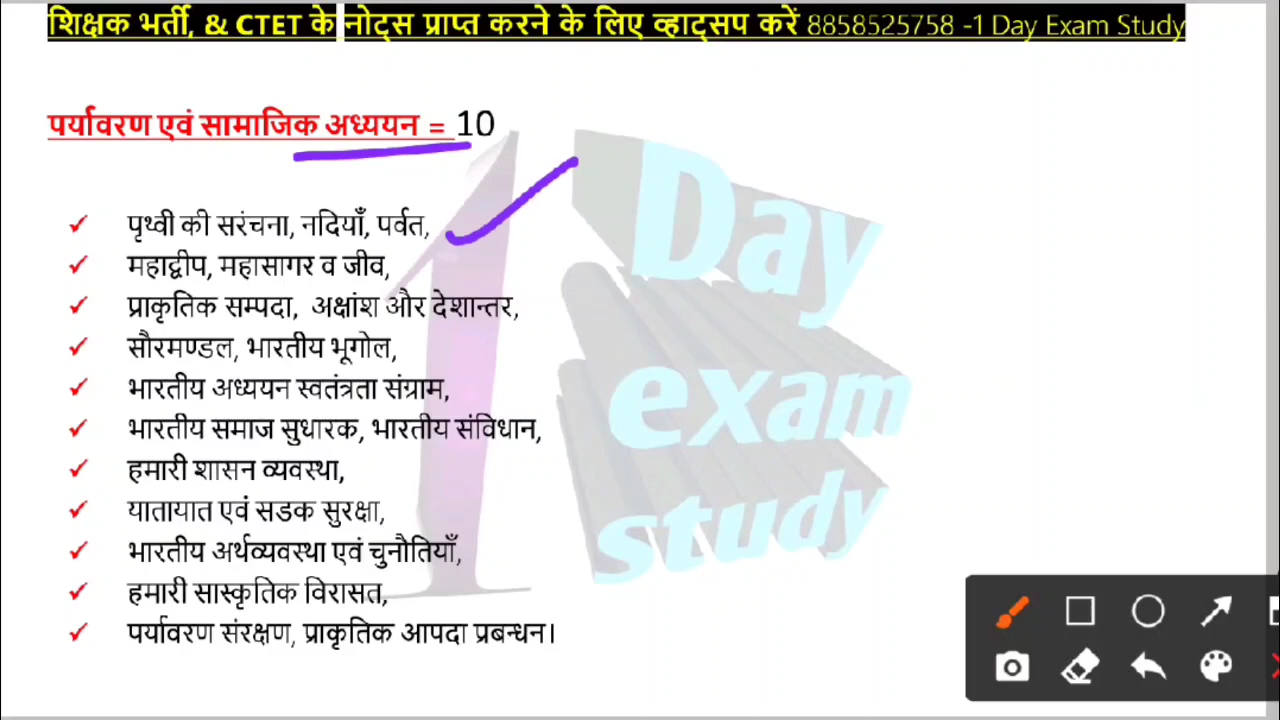 शिक्षक भर्ती, & CTET के नोट्स प्राप्त करने के लिए व्हाट्सप करें 8858525758 -1 Day Exam Study
पर्यावरण एवं सामाजिक अध्ययन = 10
✓ पृथ्वी की सरंचना, नदियाँ, पर्वत,
✓ महाद्वीप, महासागर व जीव,
✓ प्राकृतिक सम्पदा, अक्षांश और देशान्तर,
✓ सौरमण्डल, भारतीय भूगोल,
✓ भारतीय अध्ययन स्वतंत्रता संग्राम,
✓ भारतीय समाज सुधारक, भारतीय संविधान,
✓ हमारी शासन व्यवस्था,
✓ यातायात एवं सडक सुरक्षा,
✓ भारतीय अर्थव्यवस्था एवं चुनौतियाँ,
✓ हमारी सास्कृतिक विरासत,
✓ पर्यावरण संरक्षण, प्राकृतिक आपदा प्रबन्धन।
1 Day
exam
study